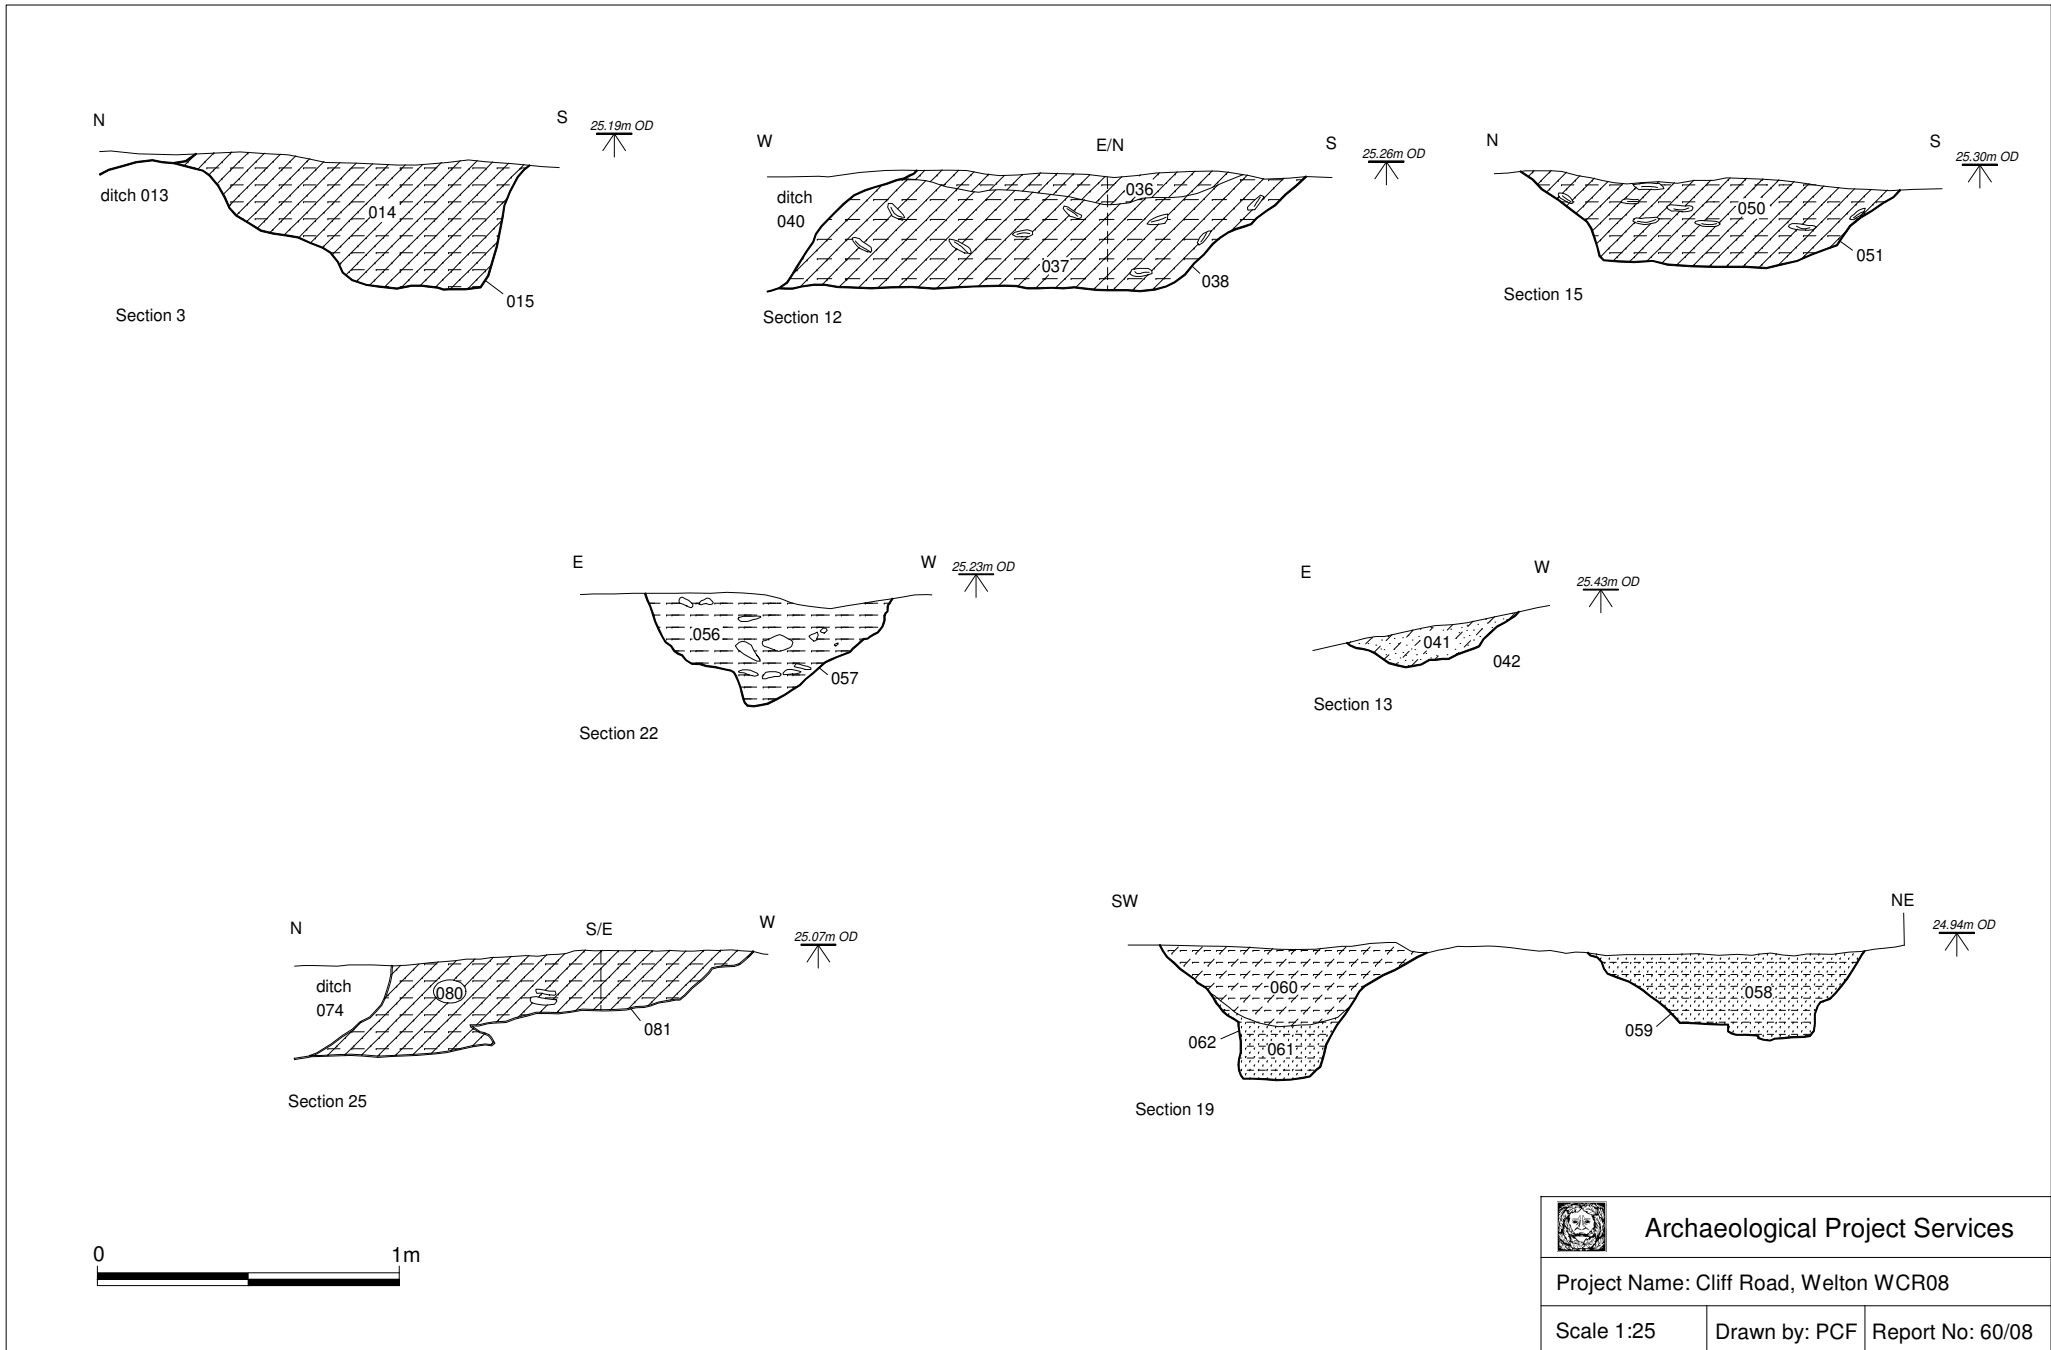 N
S
25.19m OD
ditch 013
014
015
Section 3
W
E/N
S
25.26m OD
ditch
040
036
037
038
Section 12
N
S
25.30m OD
050
051
Section 15
E
W
25.23m OD
056
057
Section 22
E
W
25.43m OD
041
042
Section 13
N
S/E
W
25.07m OD
ditch
074
080
081
Section 25
SW
NE
24.94m OD
060
058
059
062
061
Section 19
0
1m
Archaeological Project Services
Project Name: Cliff Road, Welton WCR08
Scale 1:25
Drawn by: PCF
Report No: 60/08